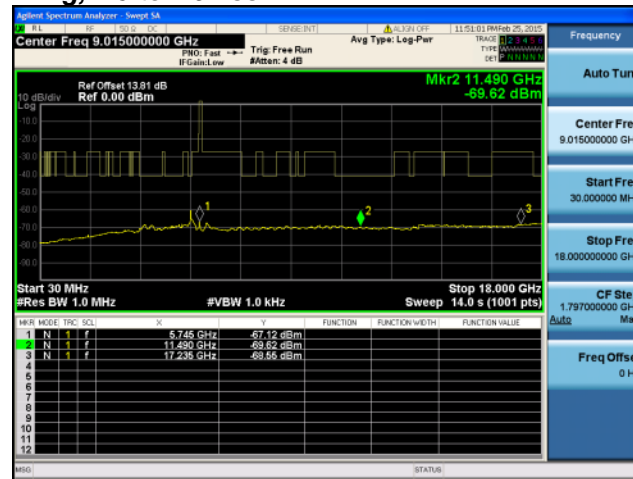 Agilent Spectrum Analyzer - Swept SA
RL RF 50 Ω DC SENSE:INT ALIGN OFF 11:51:01 PM Feb 25, 2015
Center Freq 9.015000000 GHz
PNO: Fast
IFGain:Low
Trig: Free Run
#Atten: 4 dB
Avg Type: Log-Pwr
TRACE 1 2 3 4 5 6
TYPE
DET P N N N N N
Ref Offset 13.81 dB
10 dB/div Ref 0.00 dBm
Log
Mkr2 11.490 GHz
-69.62 dBm
-10.0
-20.0
-30.0
-40.0
-50.0
-60.0
-70.0
-80.0
-90.0
1
2
3
Start 30 MHz
Stop 18.000 GHz
#Res BW 1.0 MHz #VBW 1.0 kHz Sweep 14.0 s (1001 pts)
MKR MODE TRC SCL X Y FUNCTION FUNCTION WIDTH FUNCTION VALUE
1 N 1 f 5.745 GHz -67.12 dBm
2 N 1 f 11.490 GHz -69.62 dBm
3 N 1 f 17.235 GHz -68.55 dBm
4
5
6
7
8
9
10
11
12
MSG STATUS
Frequency
Auto Tun
Center Fre
9.015000000 GH
Start Fre
30.000000 MH
Stop Fre
18.000000000 GH
CF Ste
1.797000000 GH
Auto Ma
Freq Offse
0 H